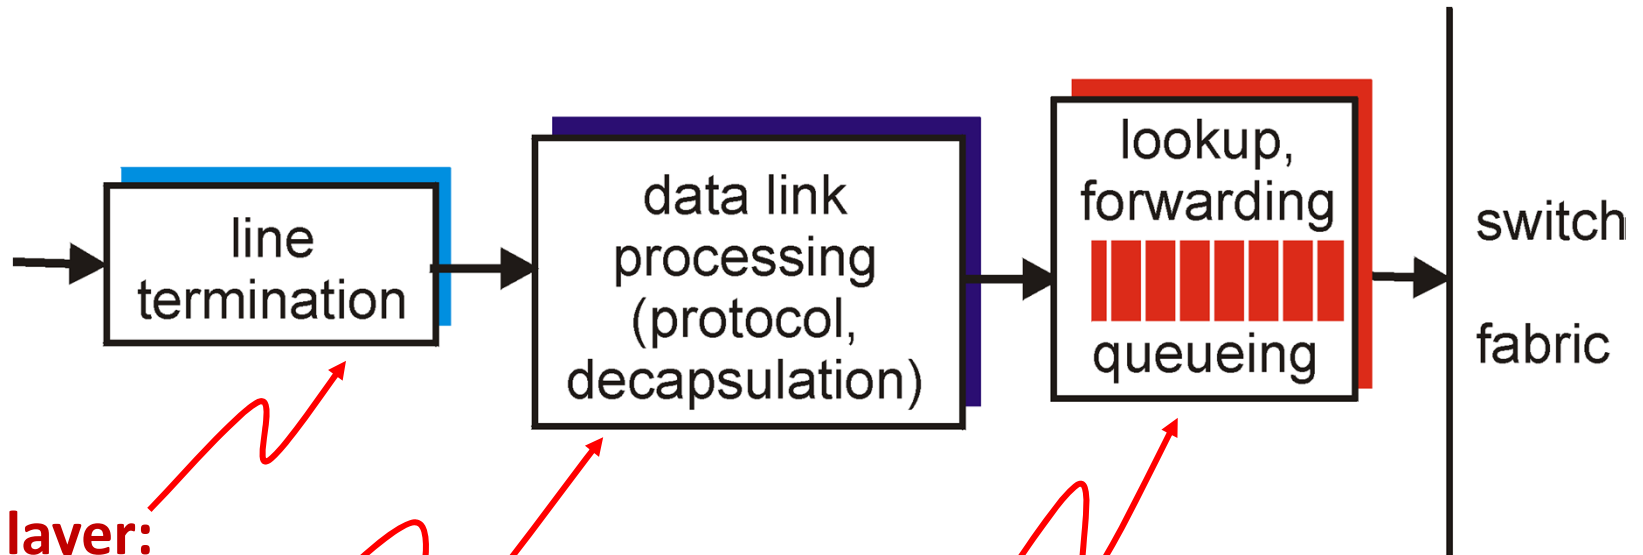 line
termination
data link
processing
(protocol,
decapsulation)
lookup,
forwarding
queueing
switch
fabric
layer: